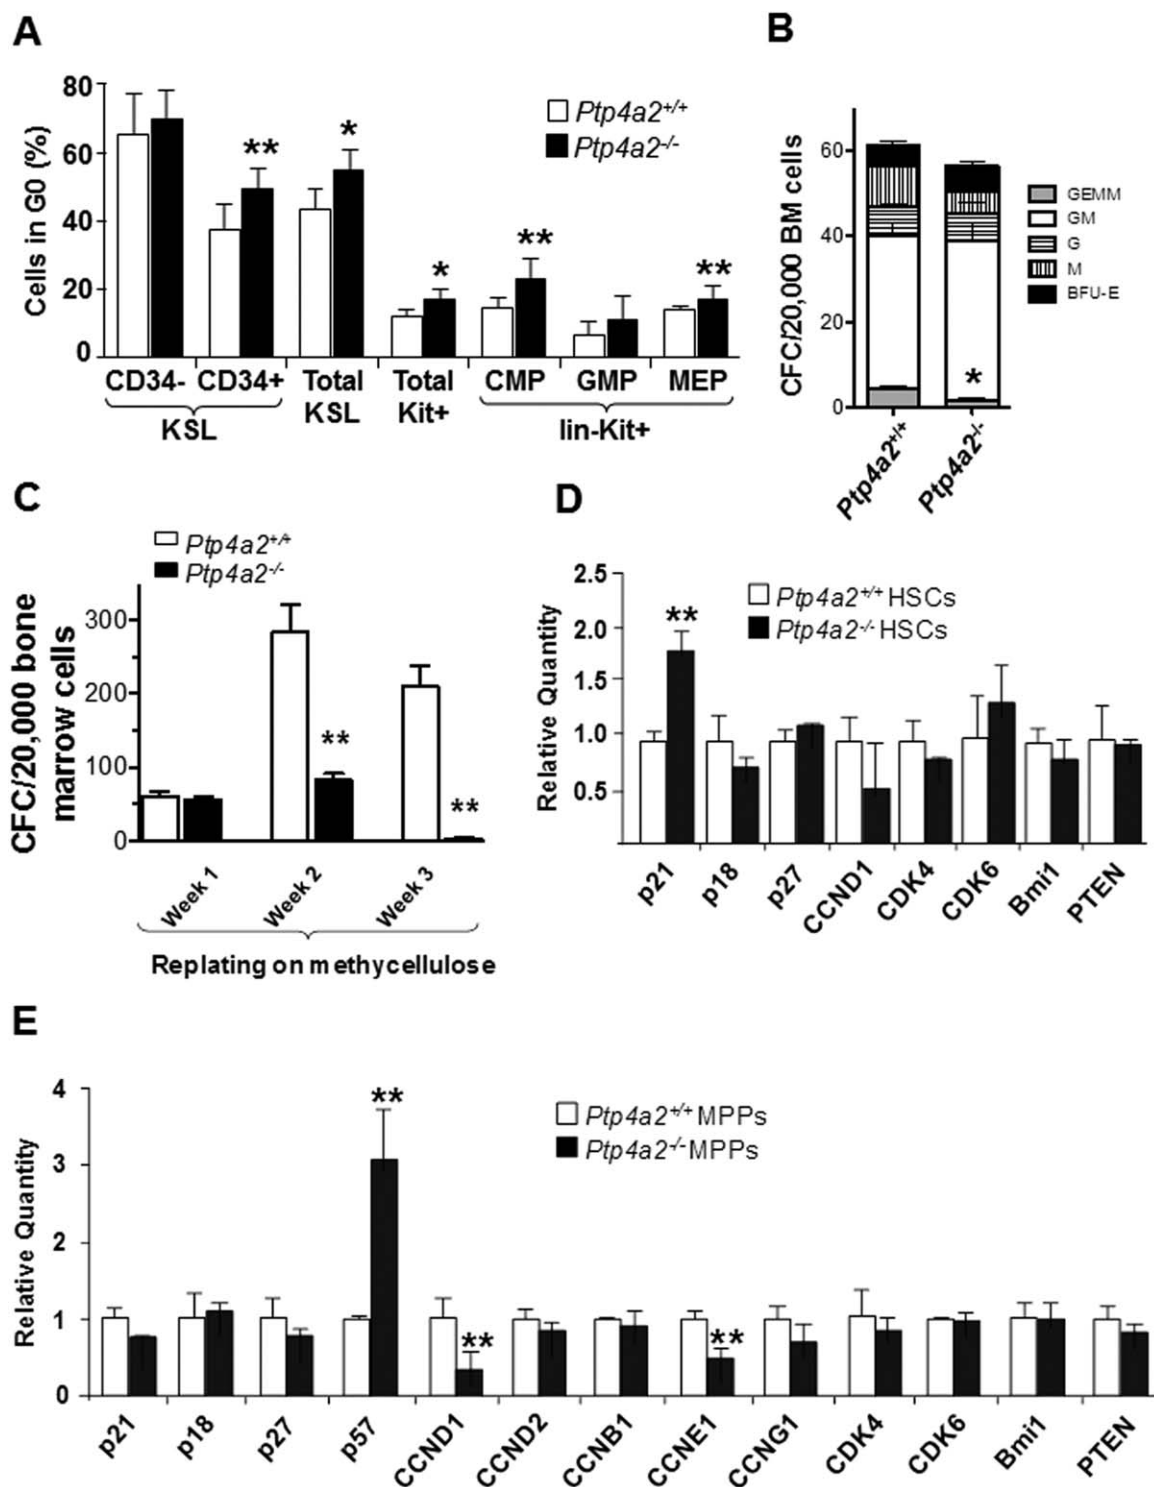 A
Cells in G0 (%)
80
60
40
20
0
Ptp4a2+/+
Ptp4a2-/-
**
*
*
**
**
CD34-
CD34+
Total
KSL
Total
Kit+
CMP
GMP
MEP
KSL
lin-Kit+
B
CFC/20,000 BM cells
60
40
20
0
*
GEMM
GM
G
M
BFU-E
Ptp4a2+/+
Ptp4a2-/-
C
Ptp4a2+/+
Ptp4a2-/-
CFC/20,000 bone
marrow cells
300
200
100
0
**
**
Week 1
Week 2
Week 3
Replating on methycellulose
D
Relative Quantity
2.5
2.0
1.5
1.0
0.5
**
Ptp4a2+/+ HSCs
Ptp4a2-/- HSCs
p21
p18
p27
CCND1
CDK4
CDK6
Bmi1
PTEN
E
Relative Quantity
4
3
2
1
0
**
**
**
Ptp4a2+/+ MPPs
Ptp4a2-/- MPPs
p21
p18
p27
p57
CCND1
CCND2
CCNB1
CCNE1
CCNG1
CDK4
CDK6
Bmi1
PTEN